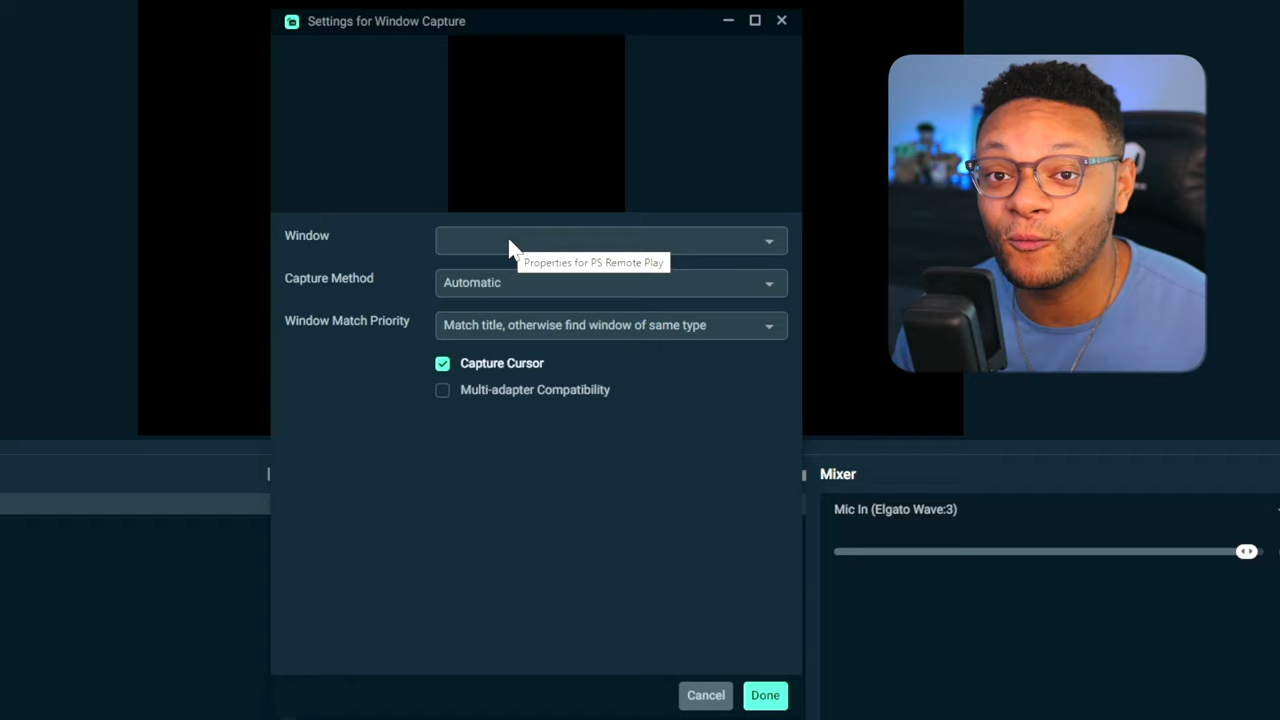 Settings for Window Capture
Window
Properties for PS Remote Play
Capture Method
Automatic
Window Match Priority
Match title, otherwise find window of same type
Capture Cursor
Multi-adapter Compatibility
Mixer
Mic In (Elgato Wave:3)
Cancel
Done